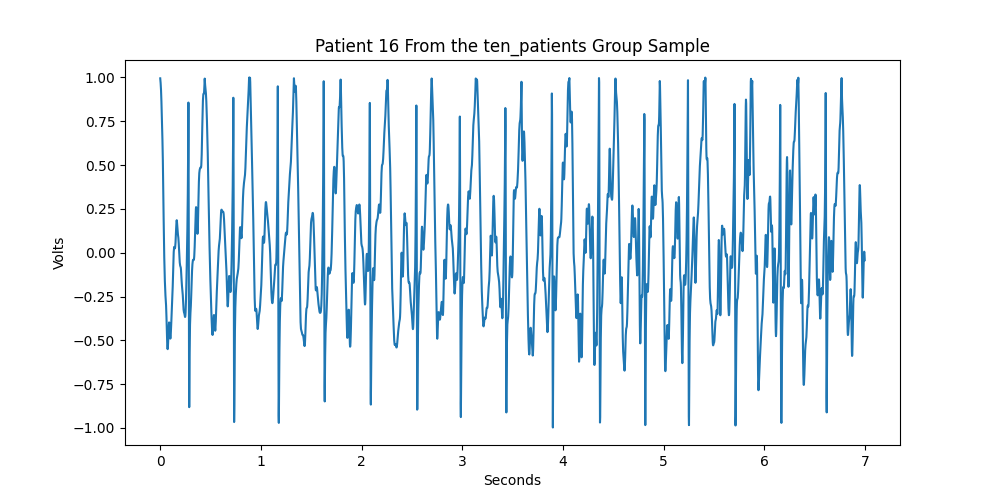 Patient 16 From the ten_patients Group Sample
Volts
1.00
0.75
0.50
0.25
0.00
−0.25
−0.50
−0.75
−1.00
0 1 2 3 4 5 6 7
Seconds